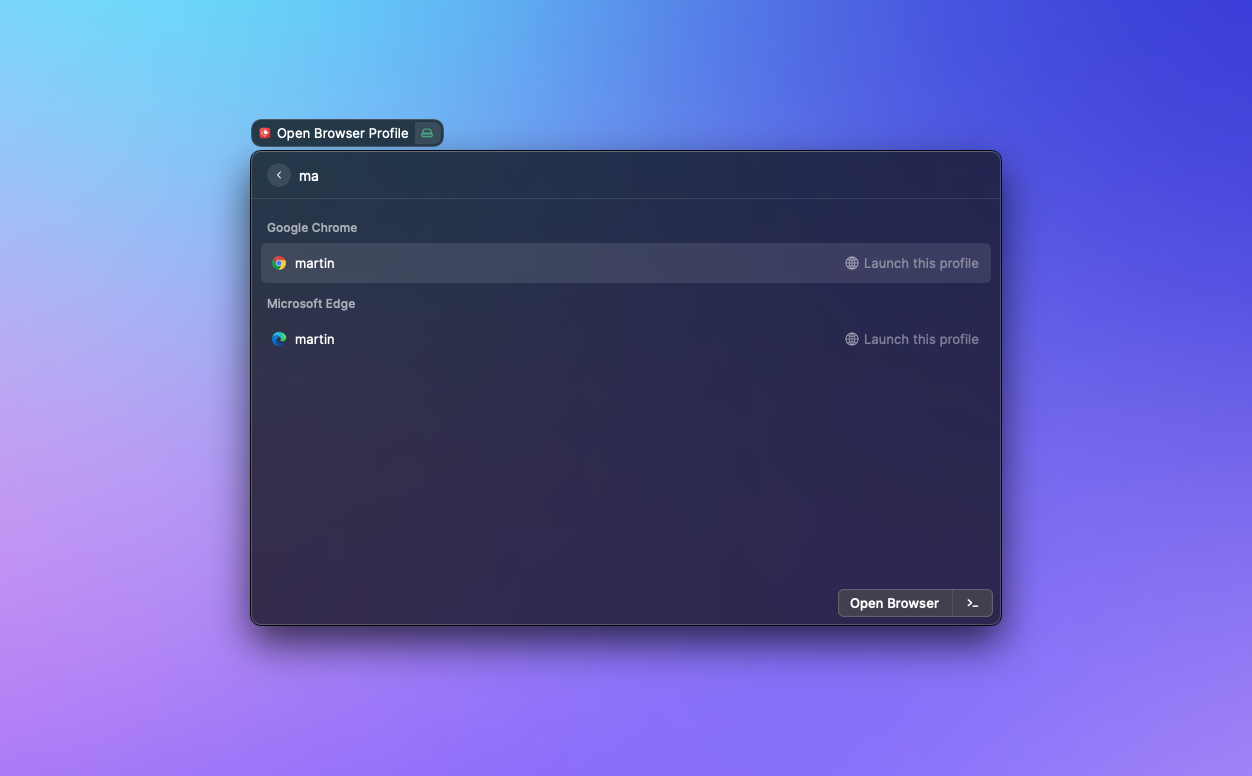 Open Browser Profile
ma
Google Chrome
martin Launch this profile
Microsoft Edge
martin Launch this profile
Open Browser >_